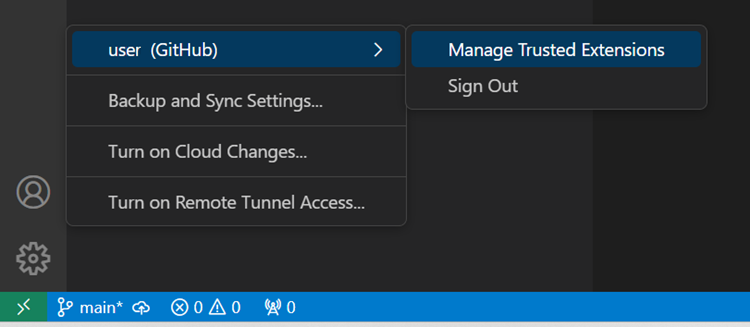 user (GitHub)
Manage Trusted Extensions
Sign Out
Backup and Sync Settings...
Turn on Cloud Changes...
Turn on Remote Tunnel Access...
main* 0 0 0